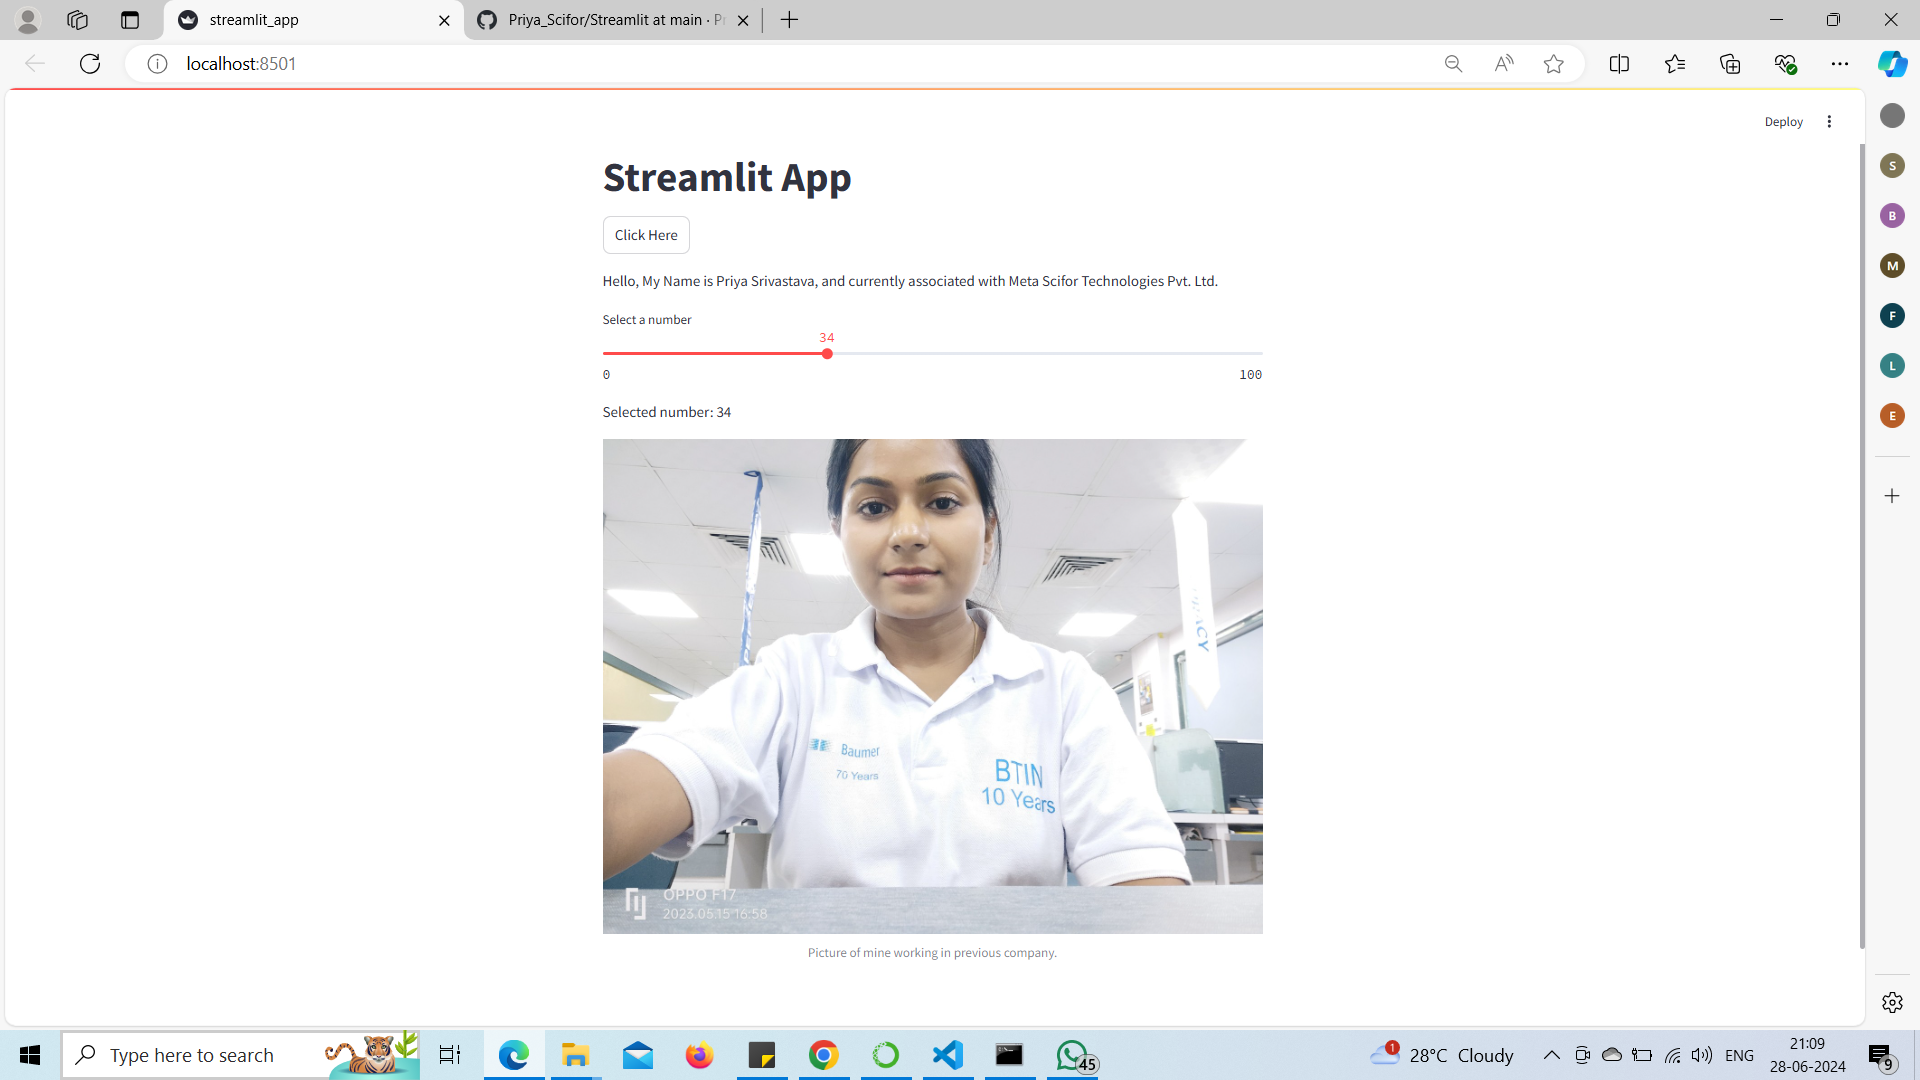 streamlit_app
Priya_Scifor/Streamlit at main · Pr
localhost:8501
Deploy
Streamlit App
Click Here
Hello, My Name is Priya Srivastava, and currently associated with Meta Scifor Technologies Pvt. Ltd.
Select a number
34
0
100
Selected number: 34
Baumer
70 Years
BTIN
10 Years
OPPO F17
2023.05.15 16:58
Picture of mine working in previous company.
S
B
M
F
L
E
Type here to search
45
1
28°C Cloudy
ENG
21:09
28-06-2024
9